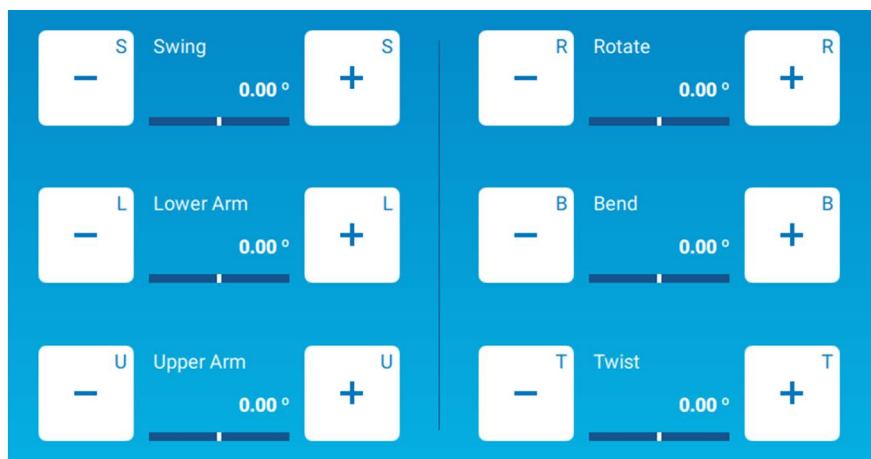 S Swing S R Rotate R
− 0.00 º + − 0.00 º +
L Lower Arm L B Bend B
− 0.00 º + − 0.00 º +
U Upper Arm U T Twist T
− 0.00 º + − 0.00 º +